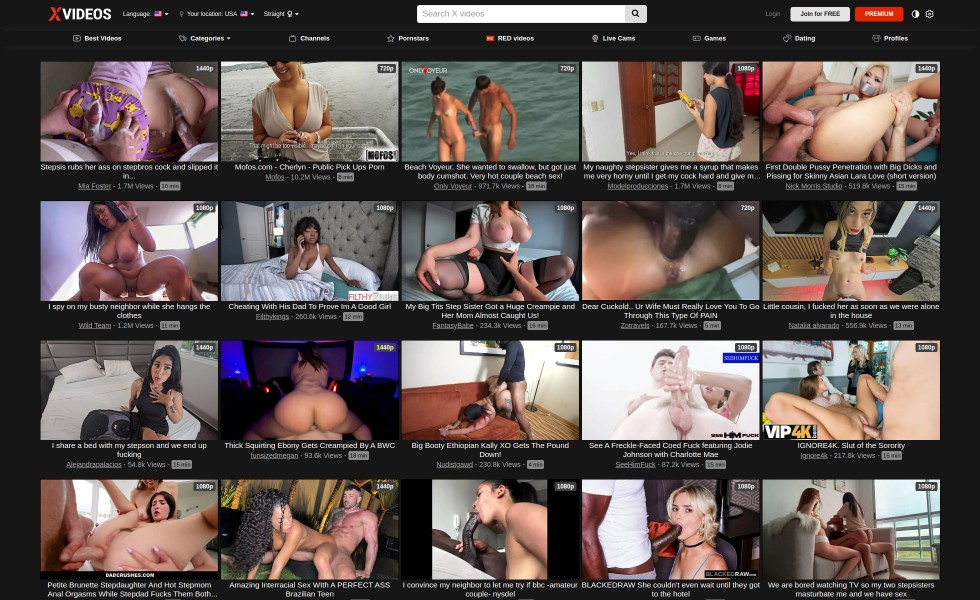 XVIDEOS Language: Your location: USA Straight Search X videos Login Join for FREE PREMIUM
Best Videos Categories Channels Pornstars RED videos Live Cams Games Dating Profiles
1440p 720p ONLY VOYEUR 720p 1080p 1440p
MOFOS
Stepsis rubs her ass on stepbros cock and slipped it in...
Mia Foster - 1.7M Views - 10 min
Mofos.com - Cherlyn - Public Pick Ups Porn
Mofos - 10.2M Views - 8 min
Beach Voyeur. She wanted to swallow, but got just body cumshot. Very hot couple beach sex!
Only Voyeur - 971.7k Views - 18 min
My naughty stepsister gives me a syrup that makes me very horny until I get my cock hard and give m...
Modelproducciones - 1.7M Views - 8 min
First Double Pussy Penetration with Big Dicks and Pissing for Skinny Asian Lara Love (short version)
Nick Morris Studio - 519.8k Views - 15 min
1080p 1080p 1080p 720p 1440p
FILTHY KINGS
I spy on my busty neighbor while she hangs the clothes
Wild Team - 1.2M Views - 11 min
Cheating With His Dad To Prove Im A Good Girl
Filthykings - 260.6k Views - 12 min
My Big Tits Step Sister Got a Huge Creampie and Her Mom Almost Caught Us!
FantasyBabe - 234.3k Views - 16 min
Dear Cuckold.. Ur Wife Must Really Love You To Go Through This Type Of PAIN
Zotravels - 167.7k Views - 5 min
Little cousin, I fucked her as soon as we were alone in the house
Natalia alvarado - 556.9k Views - 13 min
1440p 1440p 1080p 1080p 1080p
SEEHIMFUCK
SEE HIM FUCK VIP4K
I share a bed with my stepson and we end up fucking
Alejandrapalacios - 54.8k Views - 15 min
Thick Squirting Ebony Gets Creampied By A BWC
funsizedmegan - 93.6k Views - 18 min
Big Booty Ethiopian Kally XO Gets The Pound Down!
Nudistgawd - 230.8k Views - 4 min
See A Freckle-Faced Coed Fuck featuring Jodie Johnson with Charlotte Mae
SeeHimFuck - 87.2k Views - 15 min
IGNORE4K. Slut of the Sorority
Ignore4k - 217.8k Views - 15 min
1080p 1440p 1080p 1080p 1080p
DADCRUSHES.COM BLACKEDRAW.COM
Petite Brunette Stepdaughter And Hot Stepmom Anal Orgasms While Stepdad Fucks Them Both...
Amazing Interracial Sex With A PERFECT ASS Brazilian Teen
I convince my neighbor to let me try if bbc -amateur couple- nysdel
BLACKEDRAW She couldn't even wait until they got to the hotel
We are bored watching TV so my two stepsisters masturbate me and we have sex